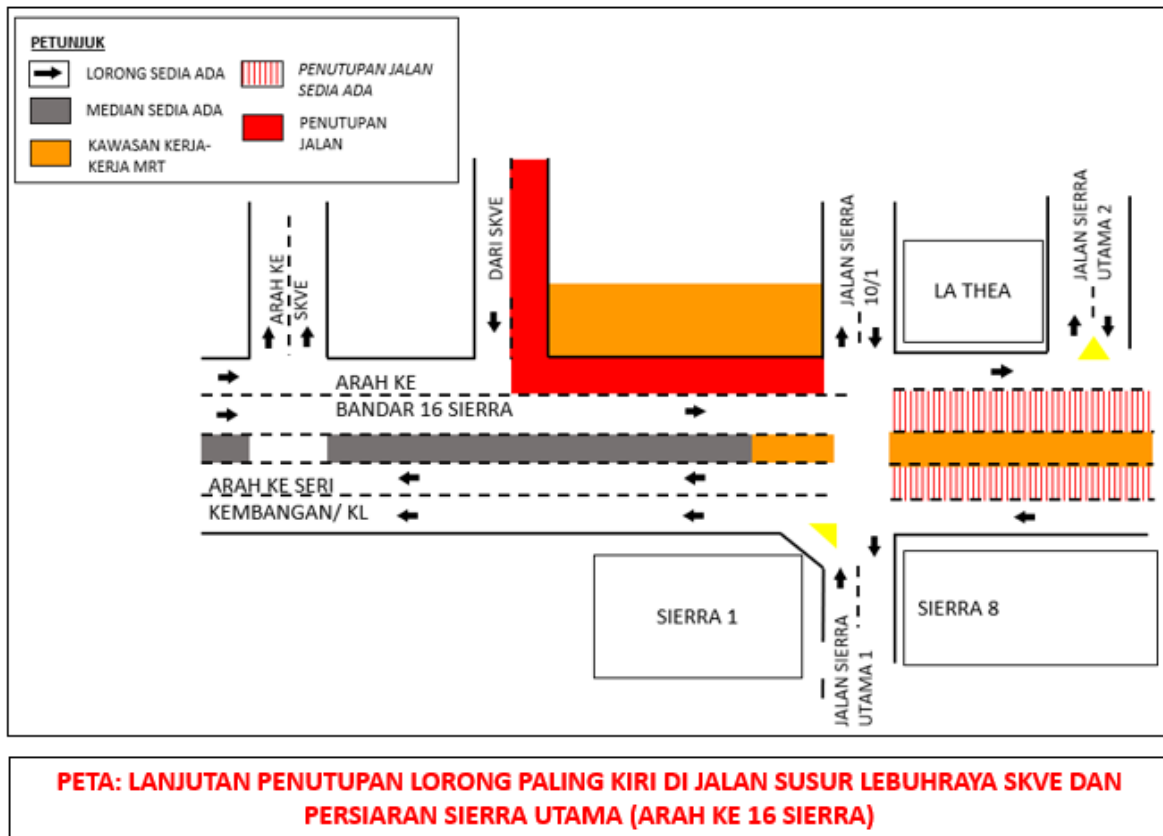 PETUNJUK
LORONG SEDIA ADA
MEDIAN SEDIA ADA
KAWASAN KERJA-
KERJA MRT
PENUTUPAN JALAN
SEDIA ADA
PENUTUPAN
JALAN
ARAH KE
SKVE
DARI SKVE
JALAN SIERRA
10/1
LA THEA
JALAN SIERRA
UTAMA 2
ARAH KE
BANDAR 16 SIERRA
ARAH KE SERI
KEMBANGAN/ KL
SIERRA 1
JALAN SIERRA
UTAMA 1
SIERRA 8
PETA: LANJUTAN PENUTUPAN LORONG PALING KIRI DI JALAN SUSUR LEBUHRAYA SKVE DAN
PERSIARAN SIERRA UTAMA (ARAH KE 16 SIERRA)